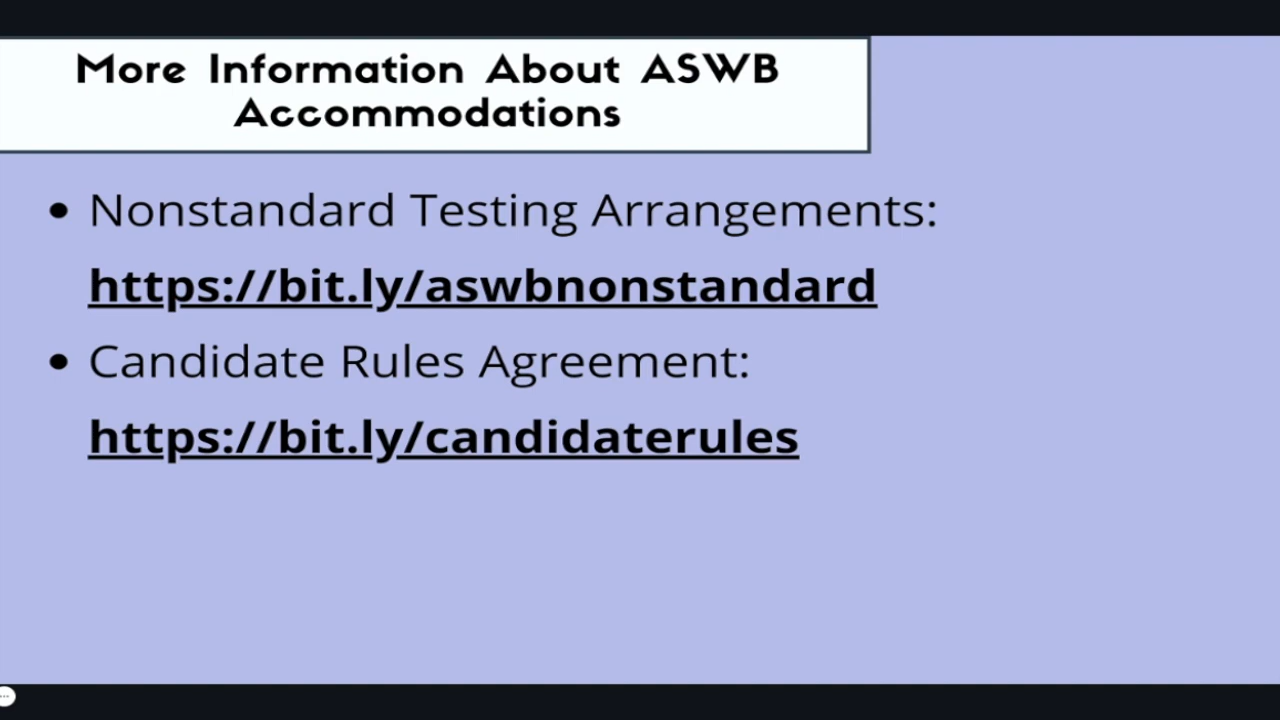 More Information About ASWB
Accommodations
• Nonstandard Testing Arrangements:
https://bit.ly/aswbnonstandard
• Candidate Rules Agreement:
https://bit.ly/candidaterules